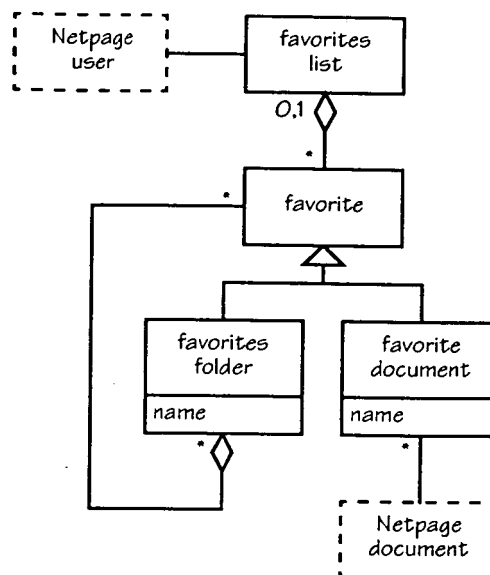 Netpage
user
favorites
list
0,1
*
*
favorite
favorites
folder
name
favorite
document
name
*
*
Netpage
document